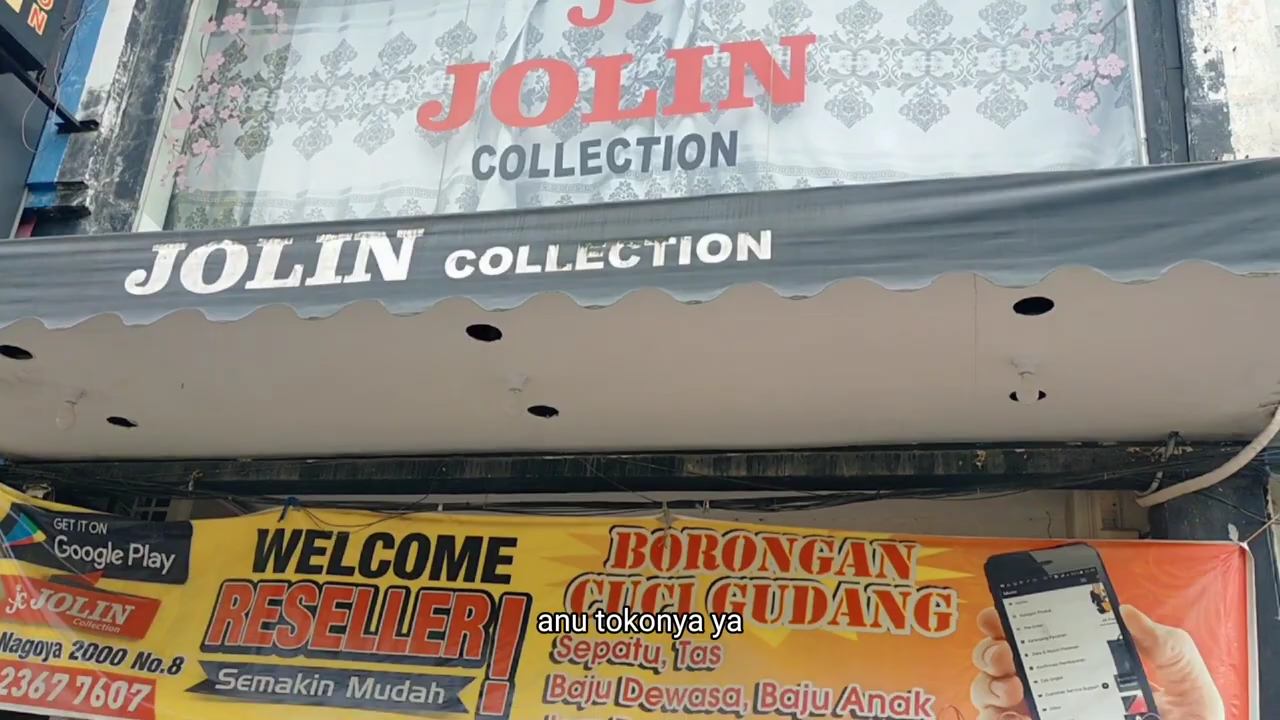 JOLIN
COLLECTION
JOLIN COLLECTION
GET IT ON
Google Play
jc JOLIN
Collection
Nagoya 2000 No.8
2367 7607
WELCOME
RESELLER!
Semakin Mudah
BORONGAN
CUCI GUDANG
Sepatu, Tas
Baju Dewasa, Baju Anak
anu tokonya ya